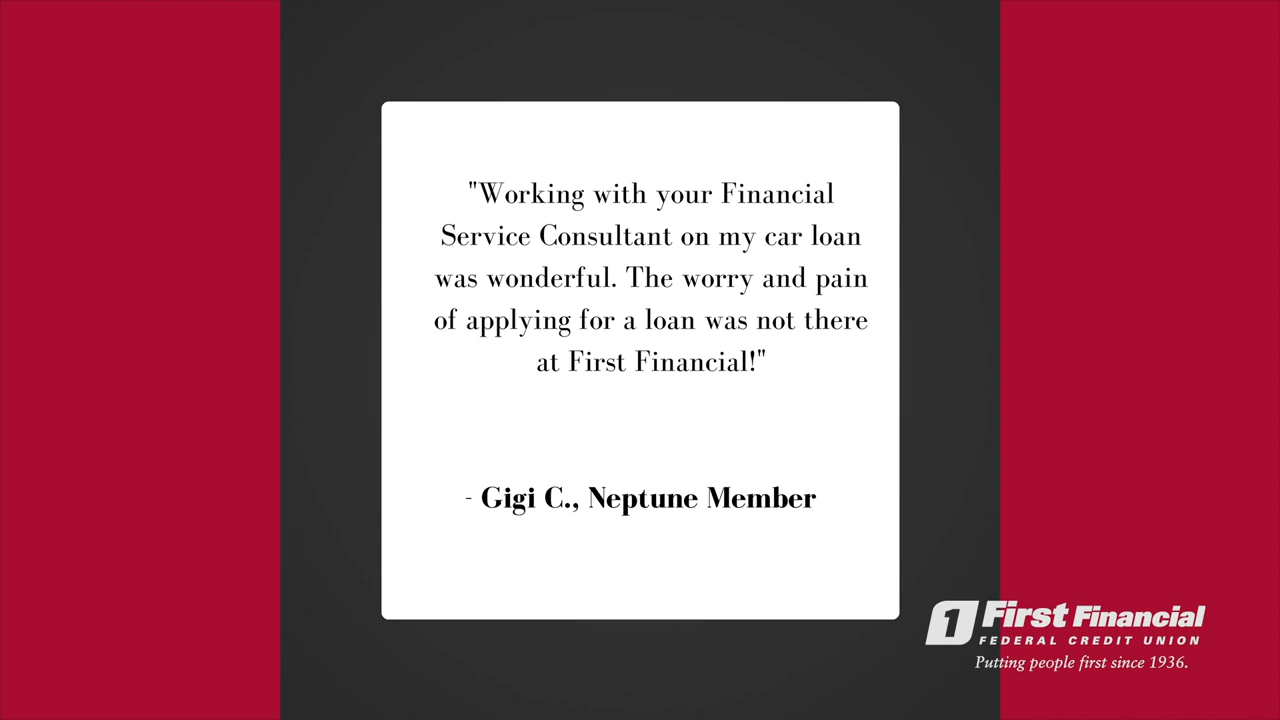 "Working with your Financial
Service Consultant on my car loan
was wonderful. The worry and pain
of applying for a loan was not there
at First Financial!"
- Gigi C., Neptune Member
1 First Financial
FEDERAL CREDIT UNION
Putting people first since 1936.